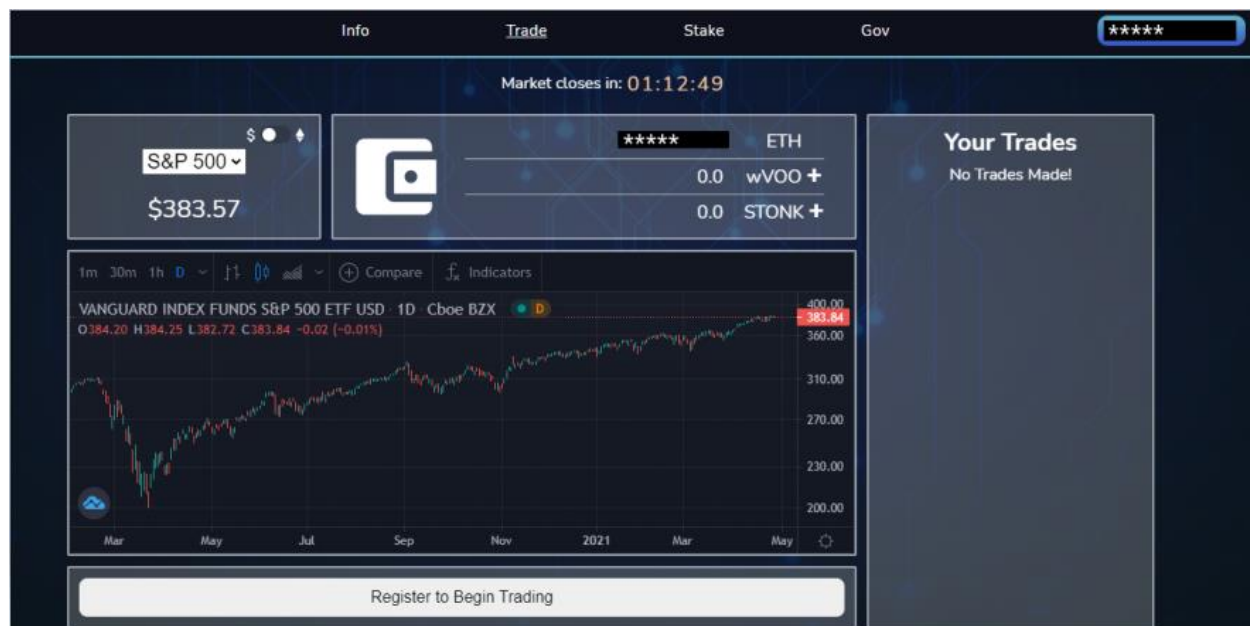 Info Trade Stake Gov *****
Market closes in: 01:12:49
$
S&P 500
$383.57
***** ETH
0.0 wVOO +
0.0 STONK +
Your Trades
No Trades Made!
1m 30m 1h D Compare fx Indicators
VANGUARD INDEX FUNDS S&P 500 ETF USD · 1D · Cboe BZX D
O384.20 H384.25 L382.72 C383.84 -0.02 (-0.01%)
400.00
383.84
360.00
310.00
270.00
230.00
200.00
Mar May Jul Sep Nov 2021 Mar May
Register to Begin Trading